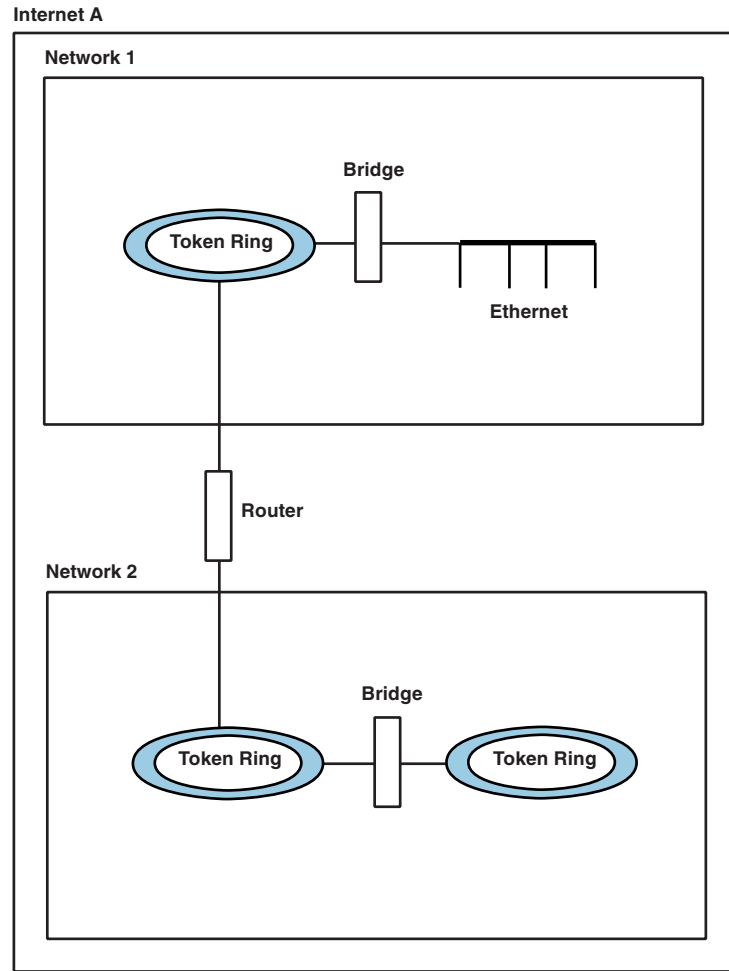 Internet A
Network 1
Bridge
Token Ring
Ethernet
Router
Network 2
Bridge
Token Ring
Token Ring